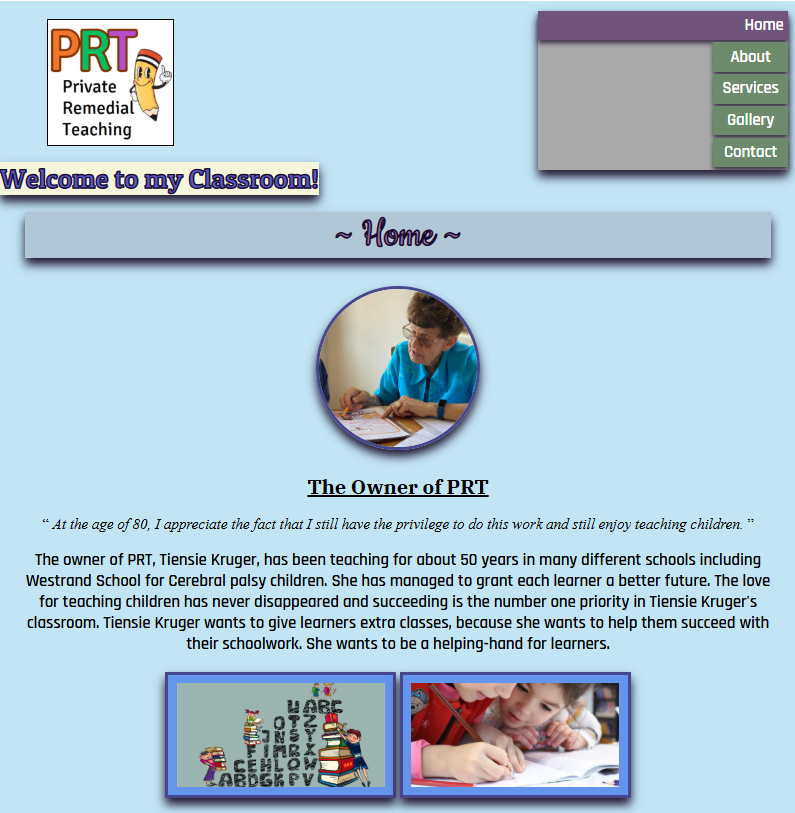 PRT
Private
Remedial
Teaching
Home
About
Services
Gallery
Contact
Welcome to my Classroom!
~ Home ~
The Owner of PRT
“ At the age of 80, I appreciate the fact that I still have the privilege to do this work and still enjoy teaching children. ”
The owner of PRT, Tiensie Kruger, has been teaching for about 50 years in many different schools including
Westrand School for Cerebral palsy children. She has managed to grant each learner a better future. The love
for teaching children has never disappeared and succeeding is the number one priority in Tiensie Kruger's
classroom. Tiensie Kruger wants to give learners extra classes, because she wants to help them succeed with
their schoolwork. She wants to be a helping-hand for learners.